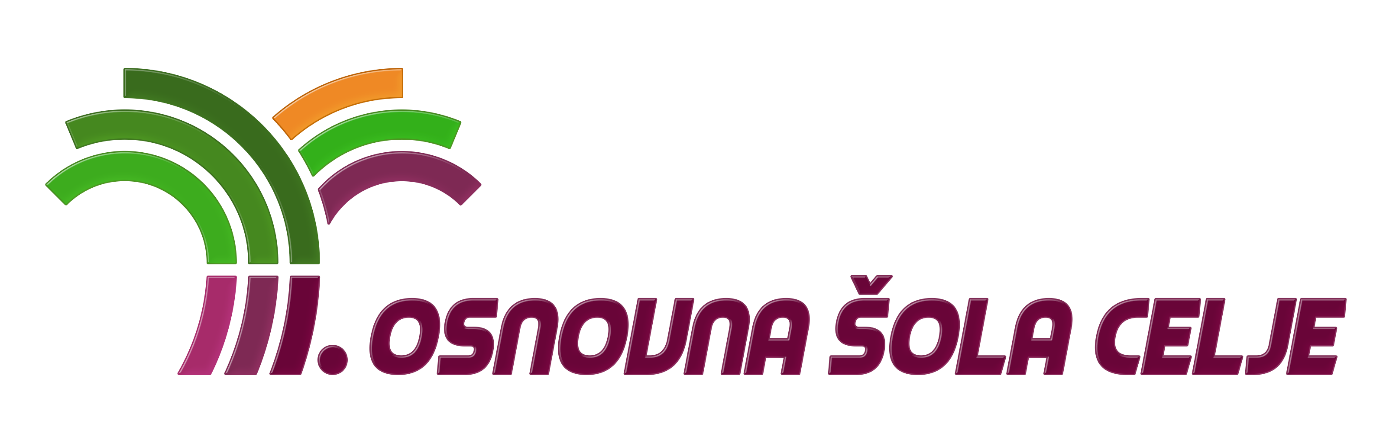 III. OSNOVNA ŠOLA CELJE